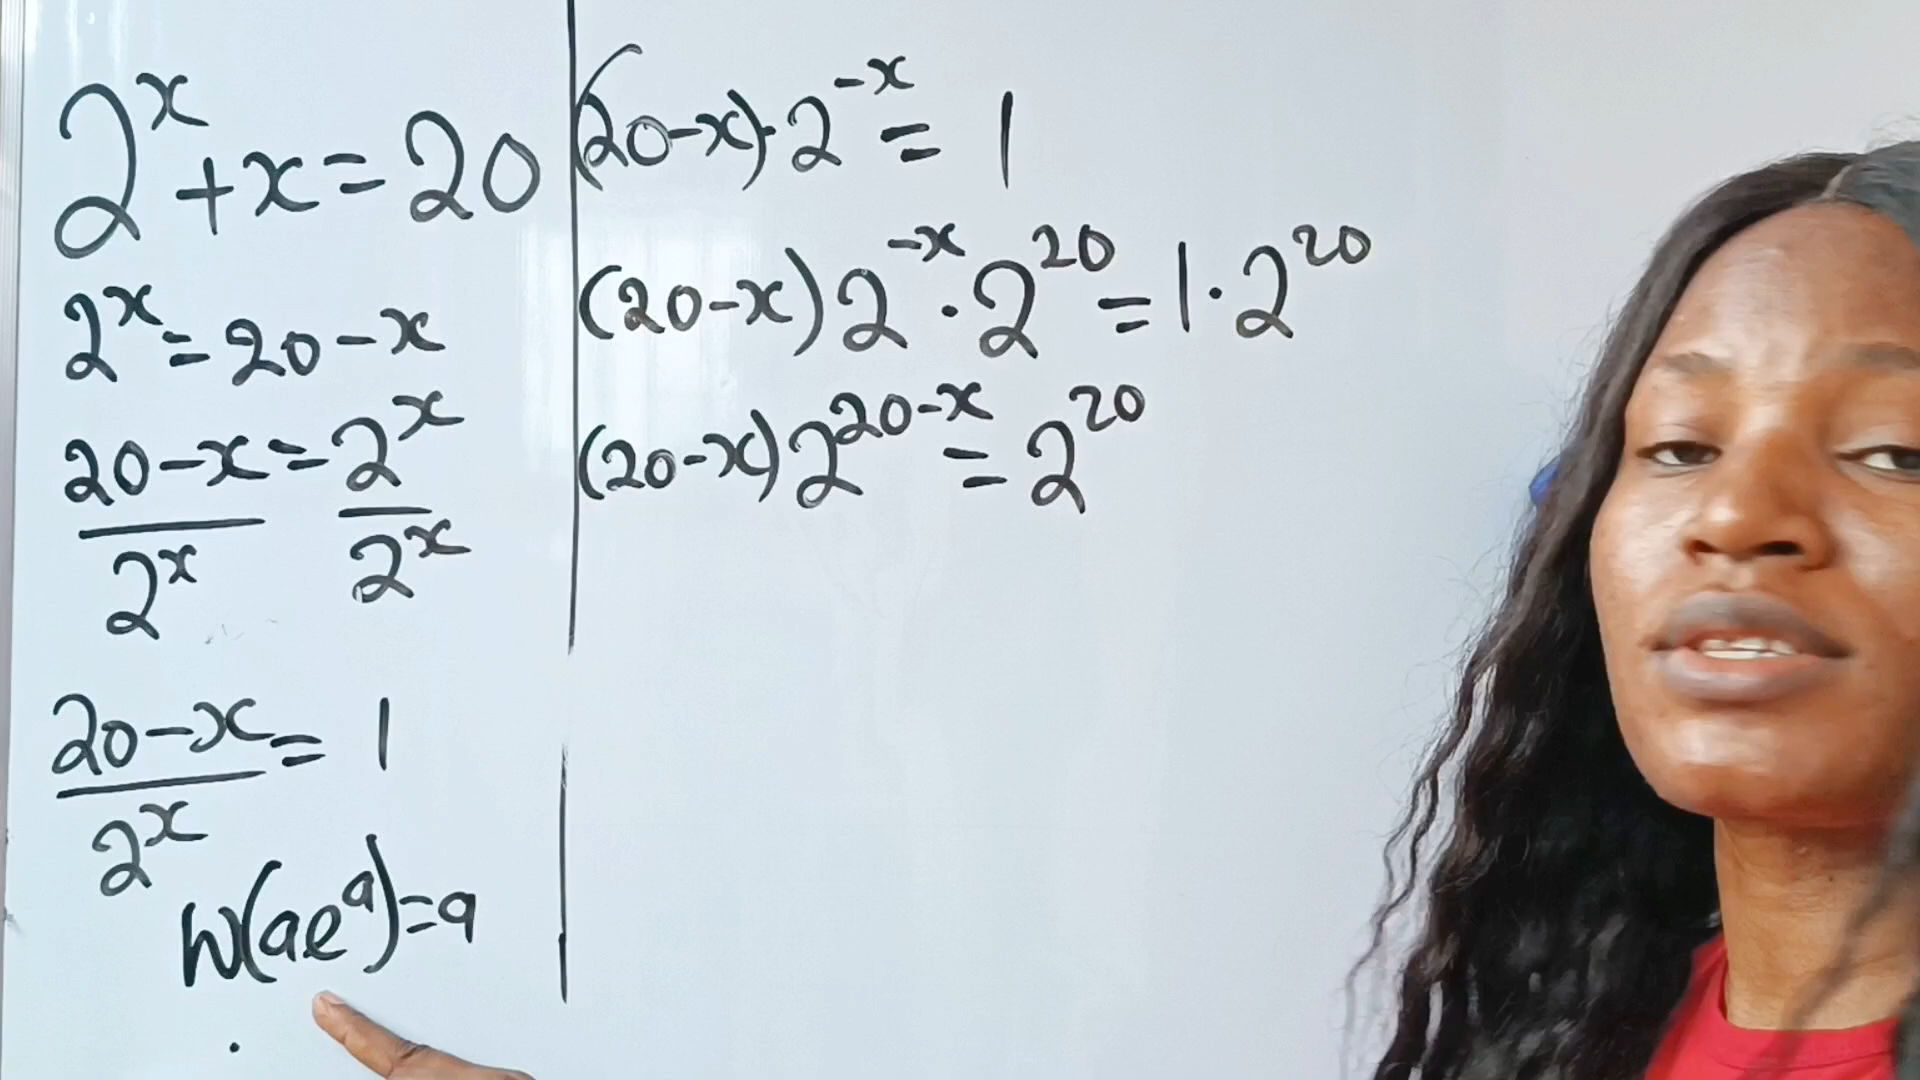 2^x + x = 20
2^x = 20 - x
20 - x / 2^x = 2^x / 2^x
20 - x / 2^x = 1
W(ae^a) = a
(20-x)·2^-x = 1
(20-x) 2^-x · 2^20 = 1 · 2^20
(20-x) 2^20-x = 2^20